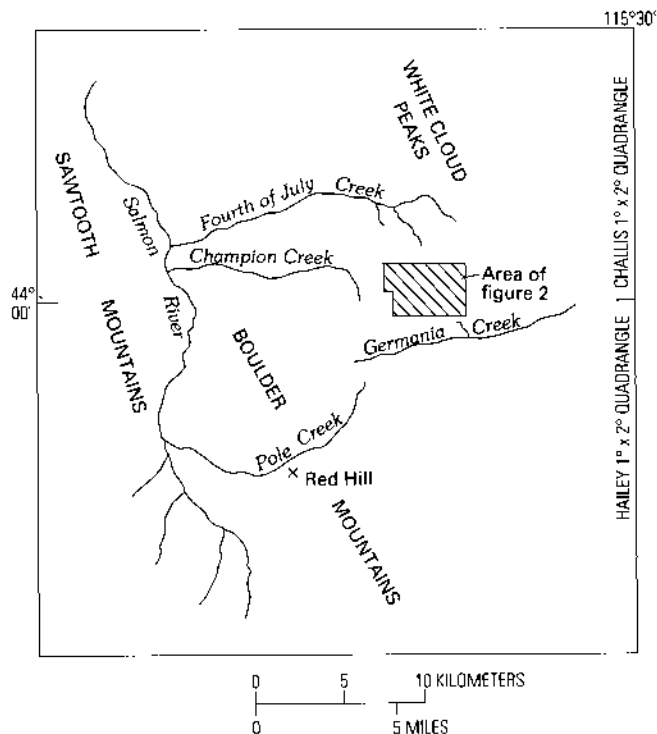 115°30'
WHITE CLOUD
PEAKS
SAWTOOTH
MOUNTAINS
Salmon
River
Fourth of July Creek
Champion Creek
Area of
figure 2
44°
00'
Germania Creek
BOULDER
MOUNTAINS
Pole Creek
Red Hill
HAILEY 1° x 2° QUADRANGLE | CHALLIS 1° x 2° QUADRANGLE
0 5 10 KILOMETERS
0 5 MILES